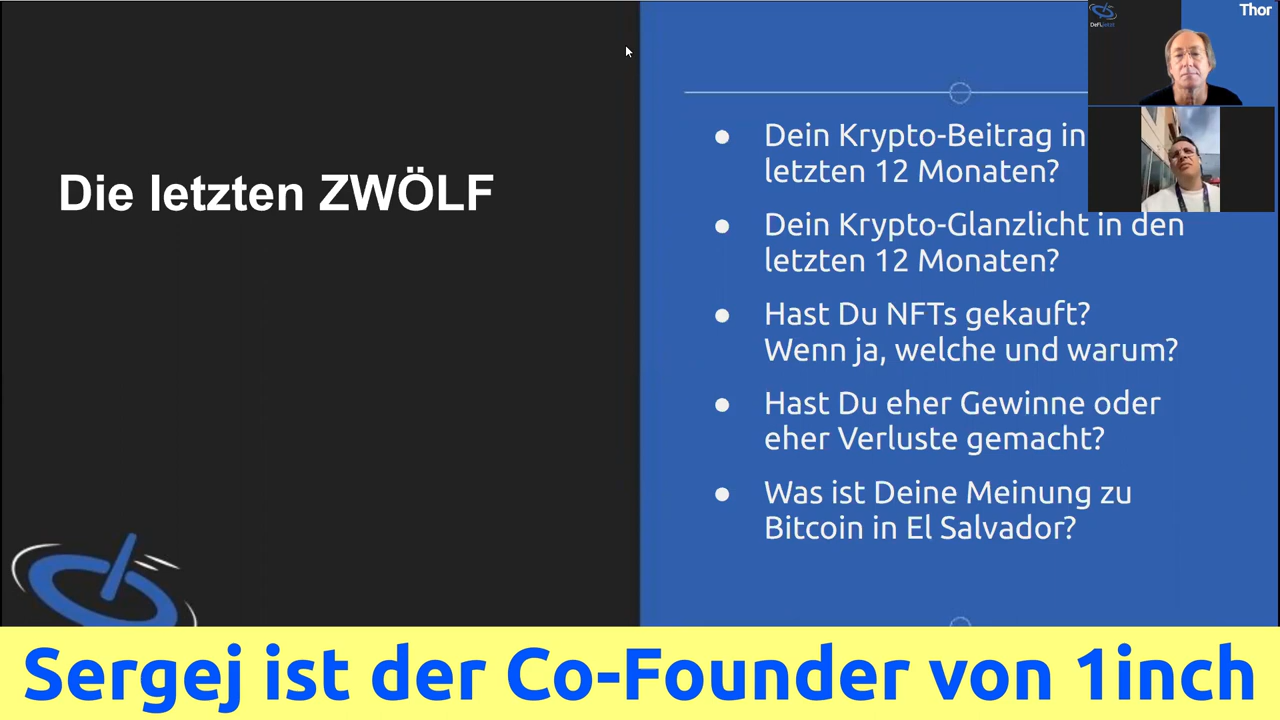 Thor
DeFi.jetzt
Die letzten ZWÖLF
Dein Krypto-Beitrag in
letzten 12 Monaten?
Dein Krypto-Glanzlicht in den
letzten 12 Monaten?
Hast Du NFTs gekauft?
Wenn ja, welche und warum?
Hast Du eher Gewinne oder
eher Verluste gemacht?
Was ist Deine Meinung zu
Bitcoin in El Salvador?
Sergej ist der Co-Founder von 1inch